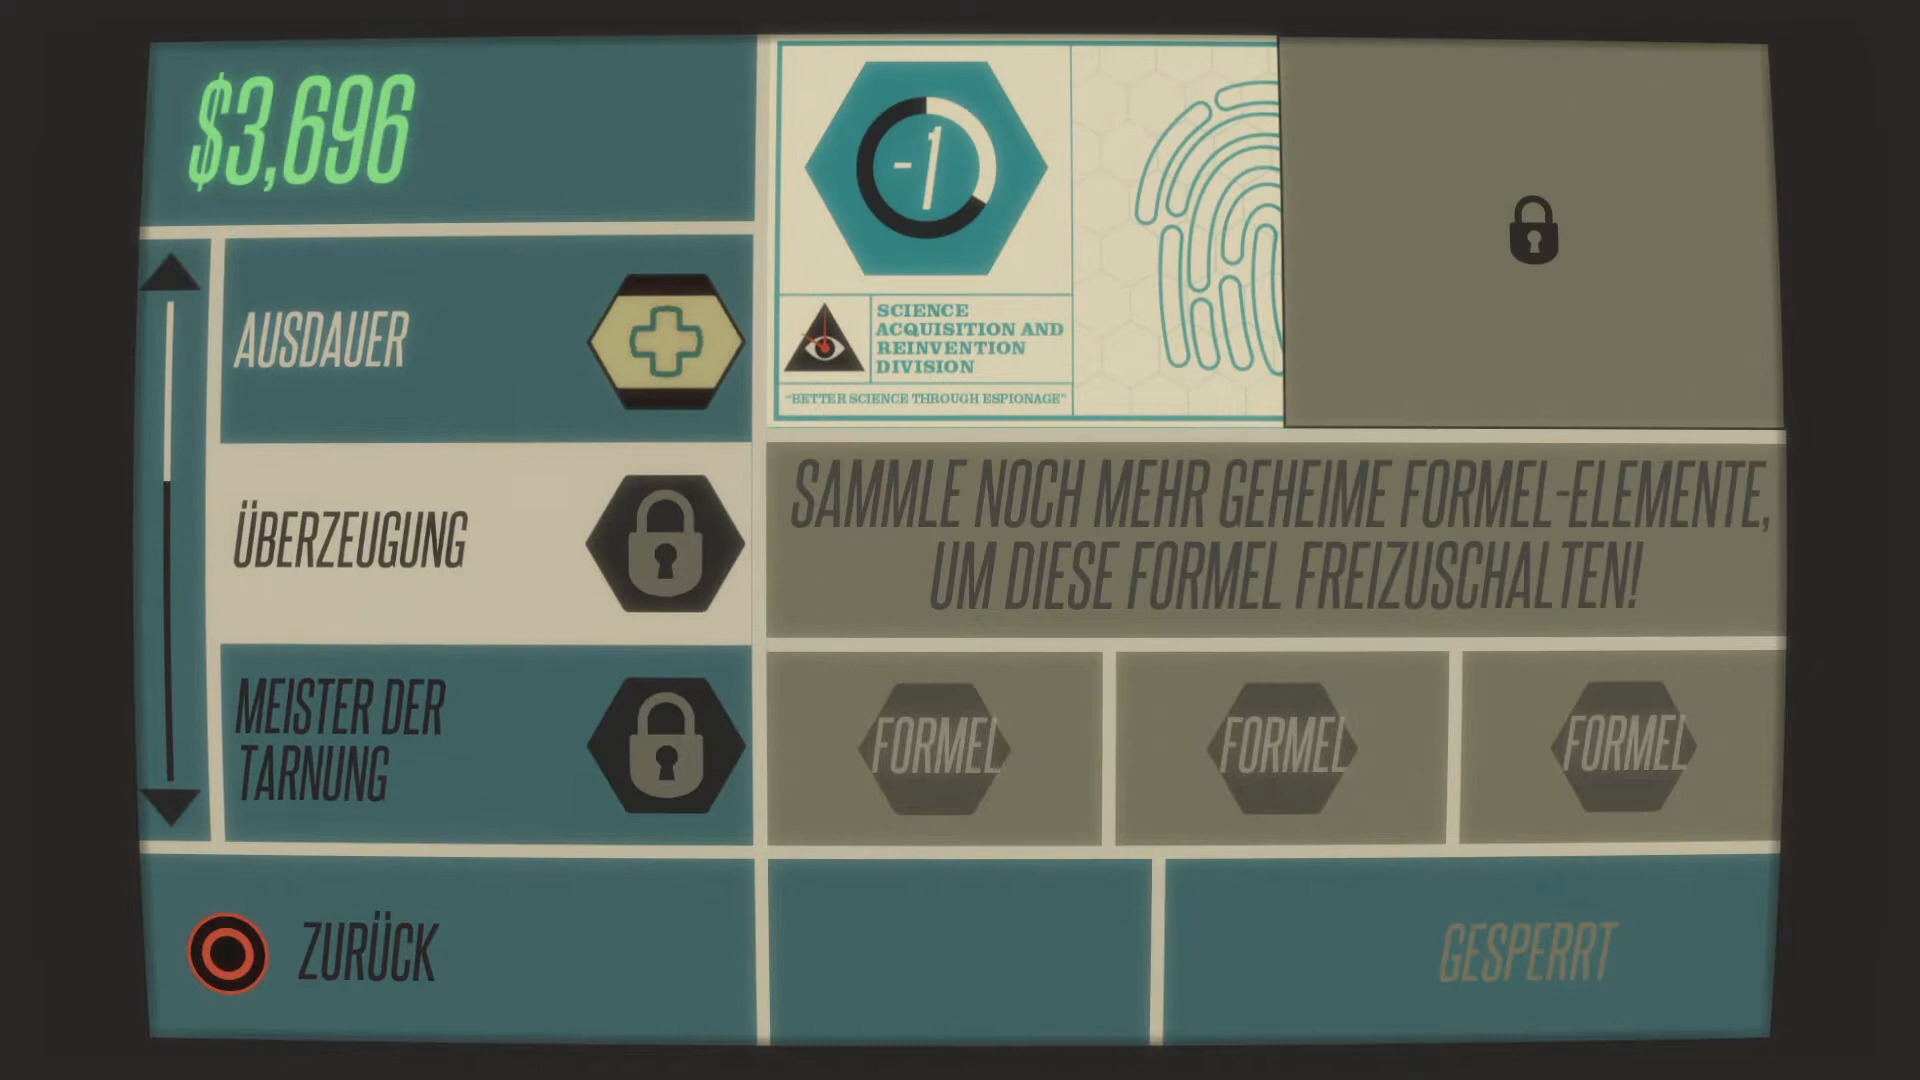 $3,696
AUSDAUER
ÜBERZEUGUNG
MEISTER DER
TARNUNG
-1
SCIENCE
ACQUISITION AND
REINVENTION
DIVISION
"BETTER SCIENCE THROUGH ESPIONAGE"
SAMMLE NOCH MEHR GEHEIME FORMEL-ELEMENTE,
UM DIESE FORMEL FREIZUSCHALTEN!
FORMEL
FORMEL
FORMEL
ZURÜCK
GESPERRT